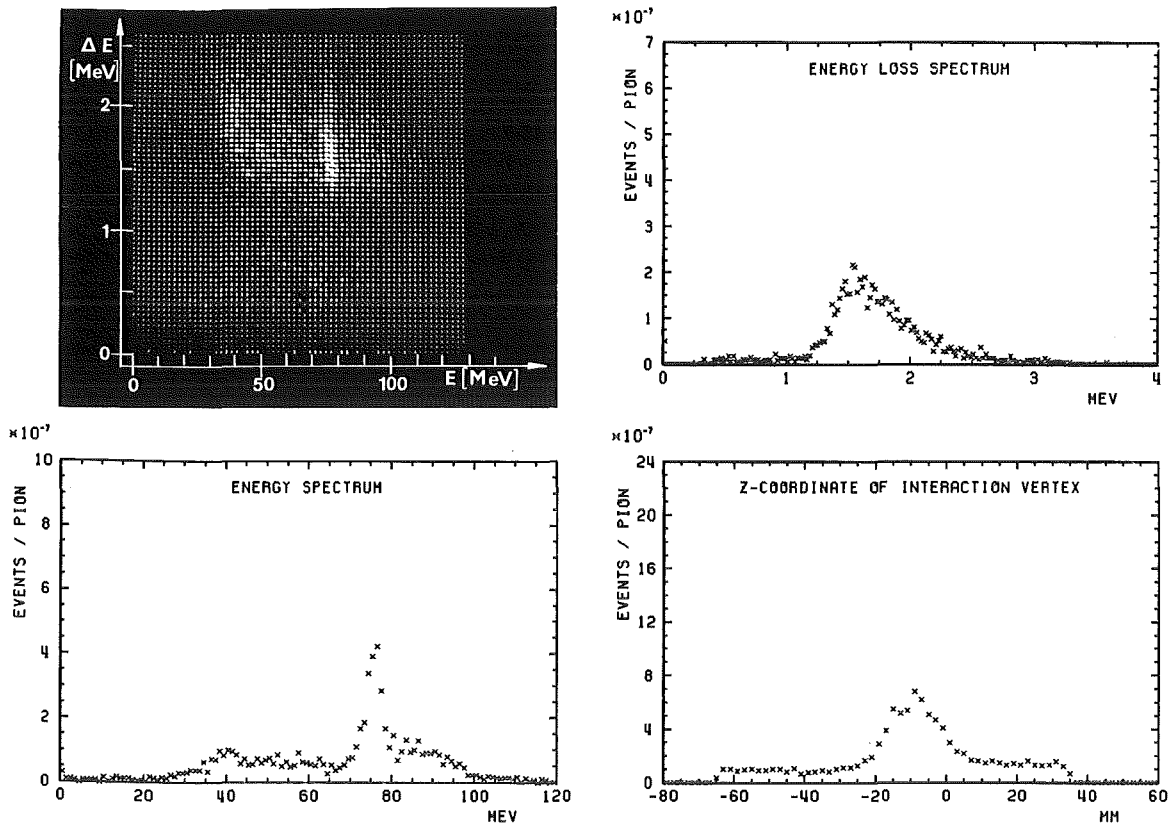 Δ E
[MeV]
2
1
0
0 50 100 E [MeV]
×10⁻⁷
ENERGY LOSS SPECTRUM
EVENTS / PION
7
6
5
4
3
2
1
0
0 1 2 3 4
MEV
×10⁻⁷
ENERGY SPECTRUM
EVENTS / PION
10
8
6
4
2
0
0 20 40 60 80 100 120
MEV
×10⁻⁷
Z-COORDINATE OF INTERACTION VERTEX
EVENTS / PION
24
20
16
12
8
4
0
-80 -60 -40 -20 0 20 40 60
MM